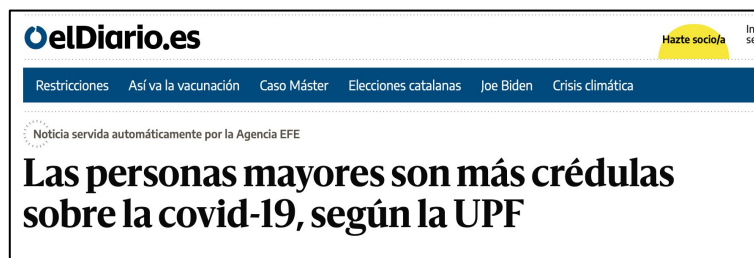 elDiario.es
Hazte socio/a
Restricciones Así va la vacunación Caso Máster Elecciones catalanas Joe Biden Crisis climática
Noticia servida automáticamente por la Agencia EFE
Las personas mayores son más crédulas
sobre la covid-19, según la UPF